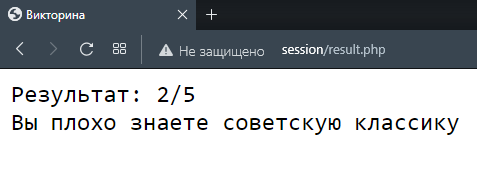 Викторина
Не защищено session/result.php
Результат: 2/5
Вы плохо знаете советскую классику